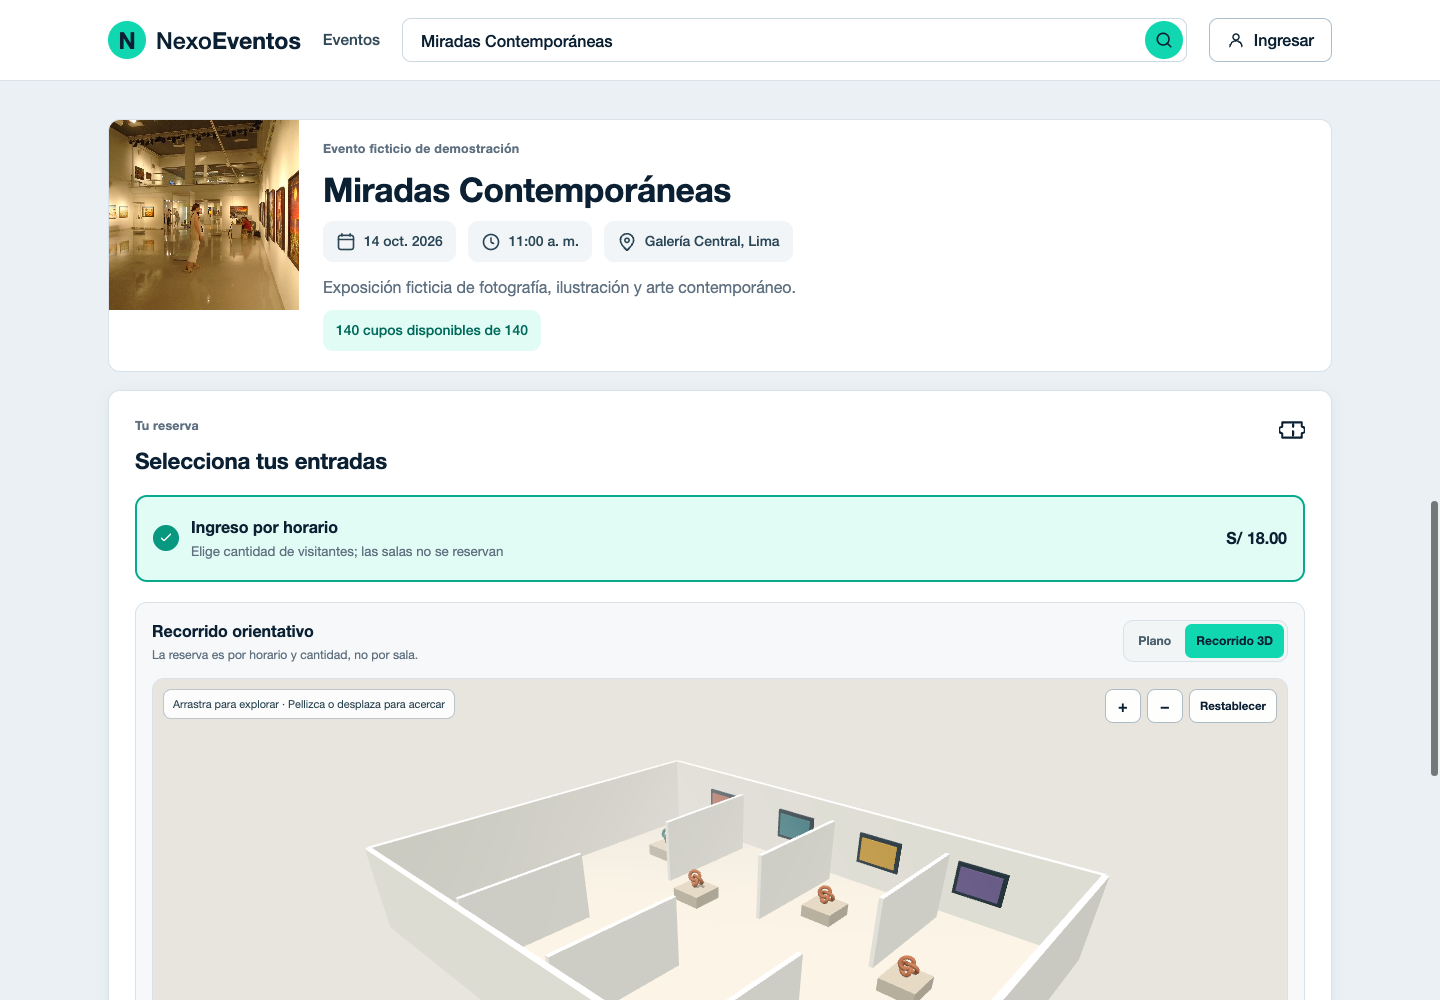 N NexoEventos
Eventos
Miradas Contemporáneas
Ingresar
Evento ficticio de demostración
Miradas Contemporáneas
14 oct. 2026
11:00 a. m.
Galería Central, Lima
Exposición ficticia de fotografía, ilustración y arte contemporáneo.
140 cupos disponibles de 140
Tu reserva
Selecciona tus entradas
Ingreso por horario
Elige cantidad de visitantes; las salas no se reservan
S/ 18.00
Recorrido orientativo
La reserva es por horario y cantidad, no por sala.
Plano
Recorrido 3D
Arrastra para explorar · Pellizca o desplaza para acercar
+
−
Restablecer